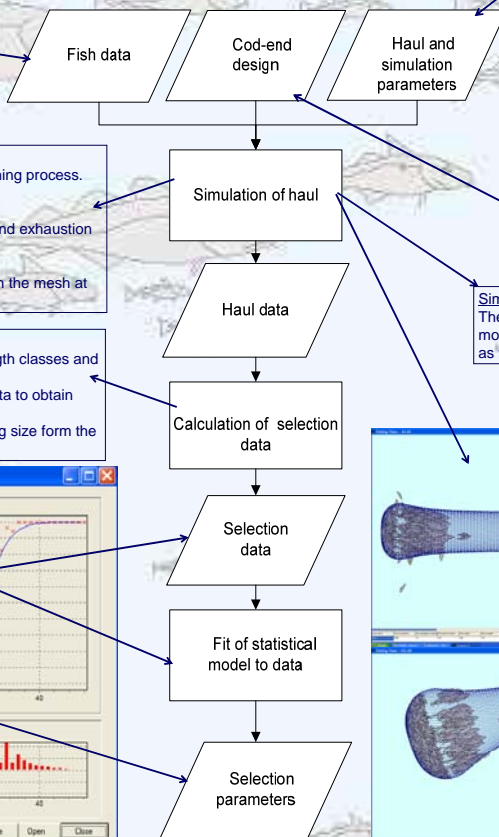 Fish data
Cod-end
design
Haul and
simulation
parameters
ning process.
nd exhaustion
n the mesh at
Simulation of haul
Haul data
Sim
The
mo
as
gth classes and
ta to obtain
g size form the
Calculation of selection
data
Selection
data
Fit of statistical
model to data
40
40
Selection
parameters
Open
Close